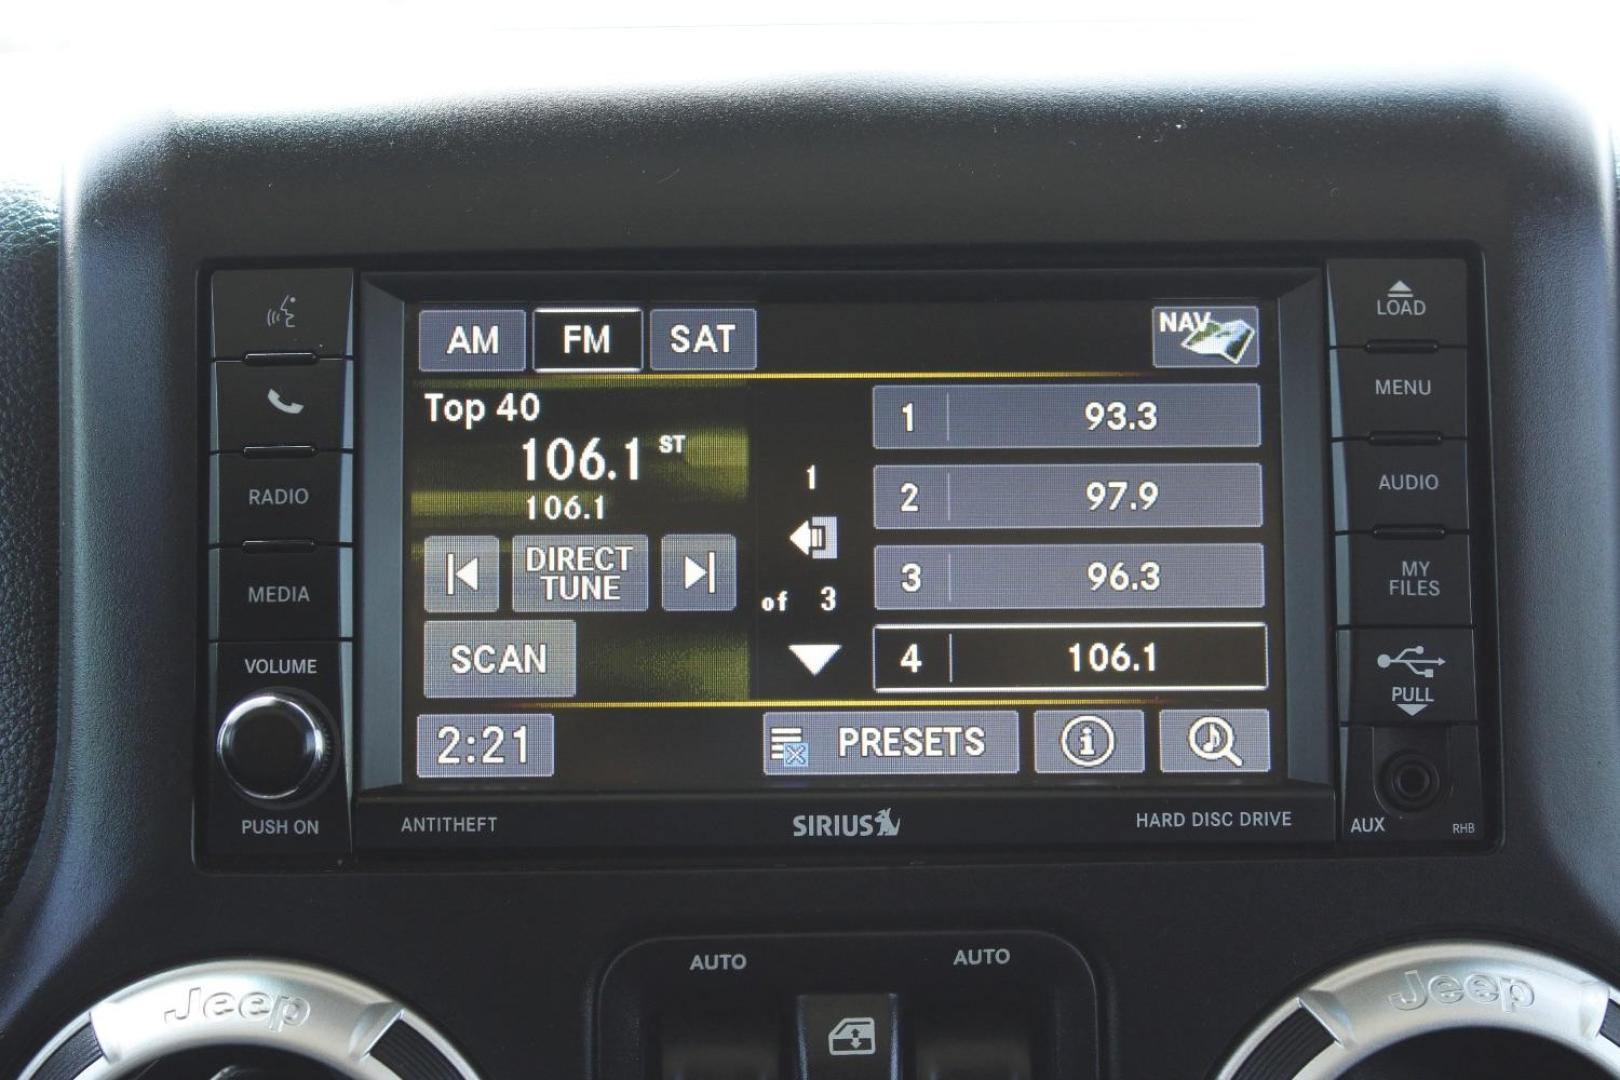 AM FM SAT NAV
Top 40
106.1 ST
106.1
DIRECT
TUNE
SCAN
2:21
1
of 3
1 93.3
2 97.9
3 96.3
4 106.1
PRESETS
RADIO
MEDIA
VOLUME
PUSH ON
LOAD
MENU
AUDIO
MY
FILES
PULL
AUX
RHB
ANTITHEFT
SIRIUS
HARD DISC DRIVE
AUTO
AUTO
Jeep
Jeep